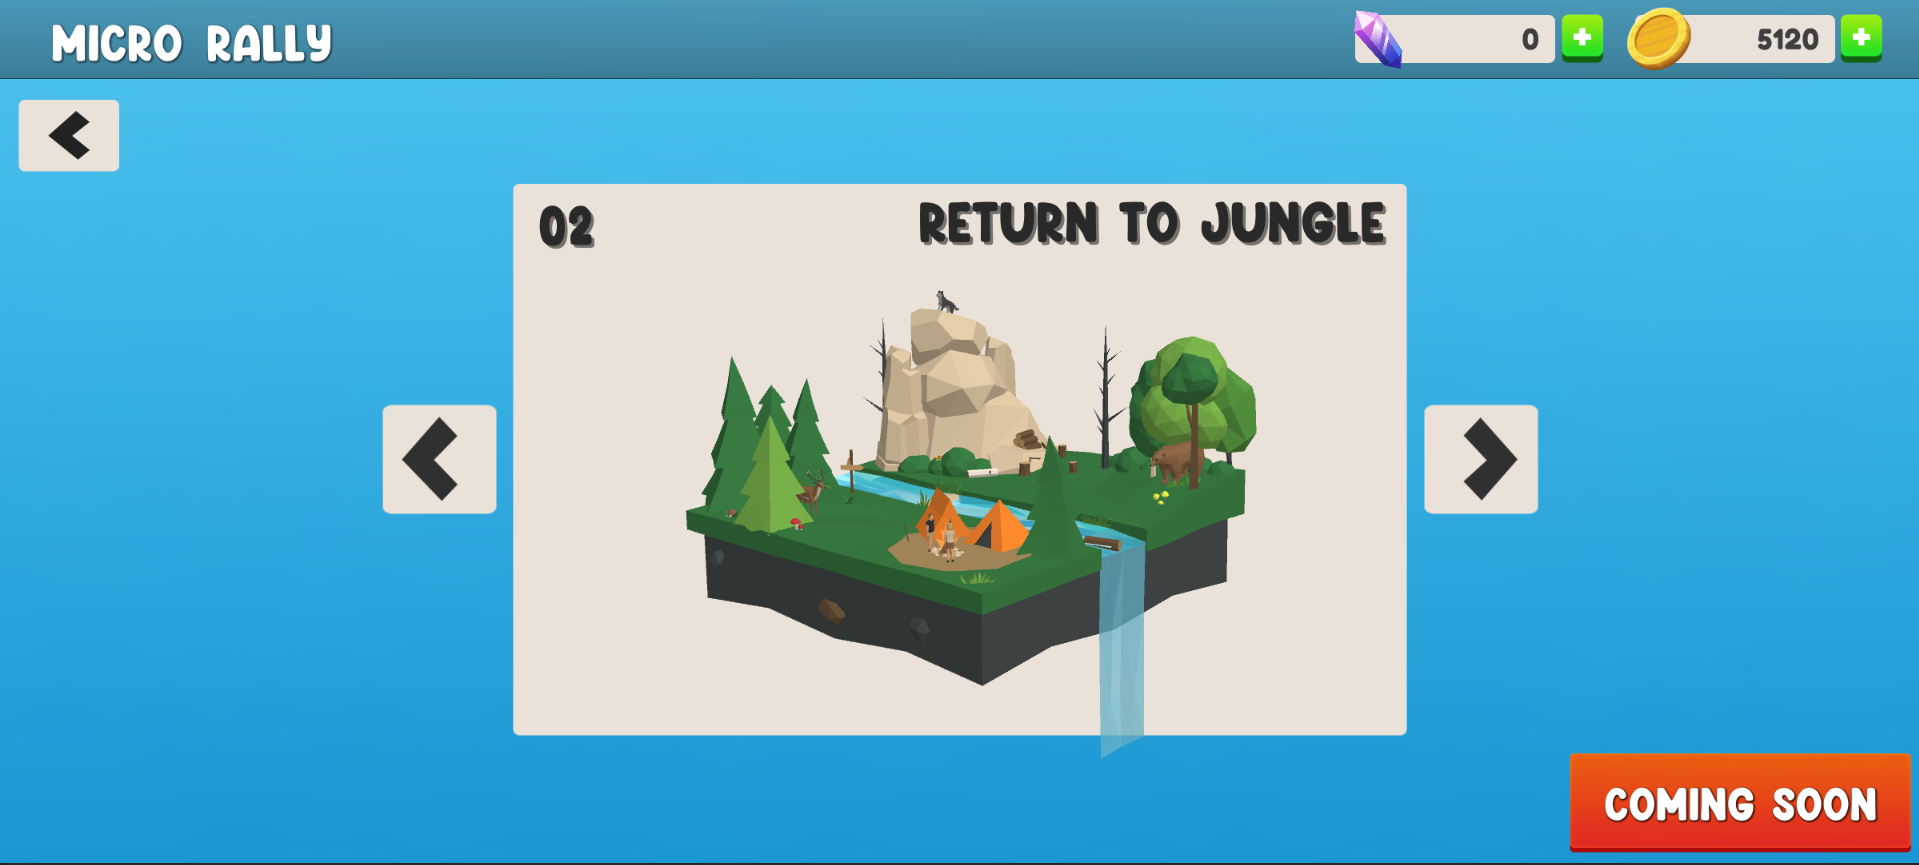 MICRO RALLY
0 +
5120 +
02
RETURN TO JUNGLE
COMING SOON